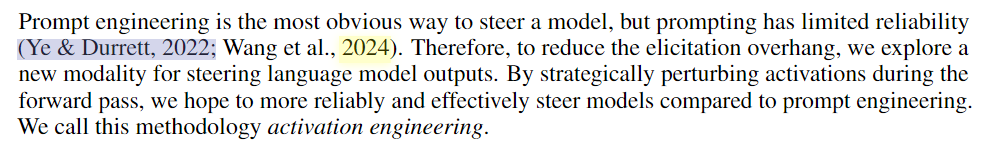 Prompt engineering is the most obvious way to steer a model, but prompting has limited reliability
(Ye & Durrett, 2022; Wang et al., 2024). Therefore, to reduce the elicitation overhang, we explore a
new modality for steering language model outputs. By strategically perturbing activations during the
forward pass, we hope to more reliably and effectively steer models compared to prompt engineering.
We call this methodology activation engineering.